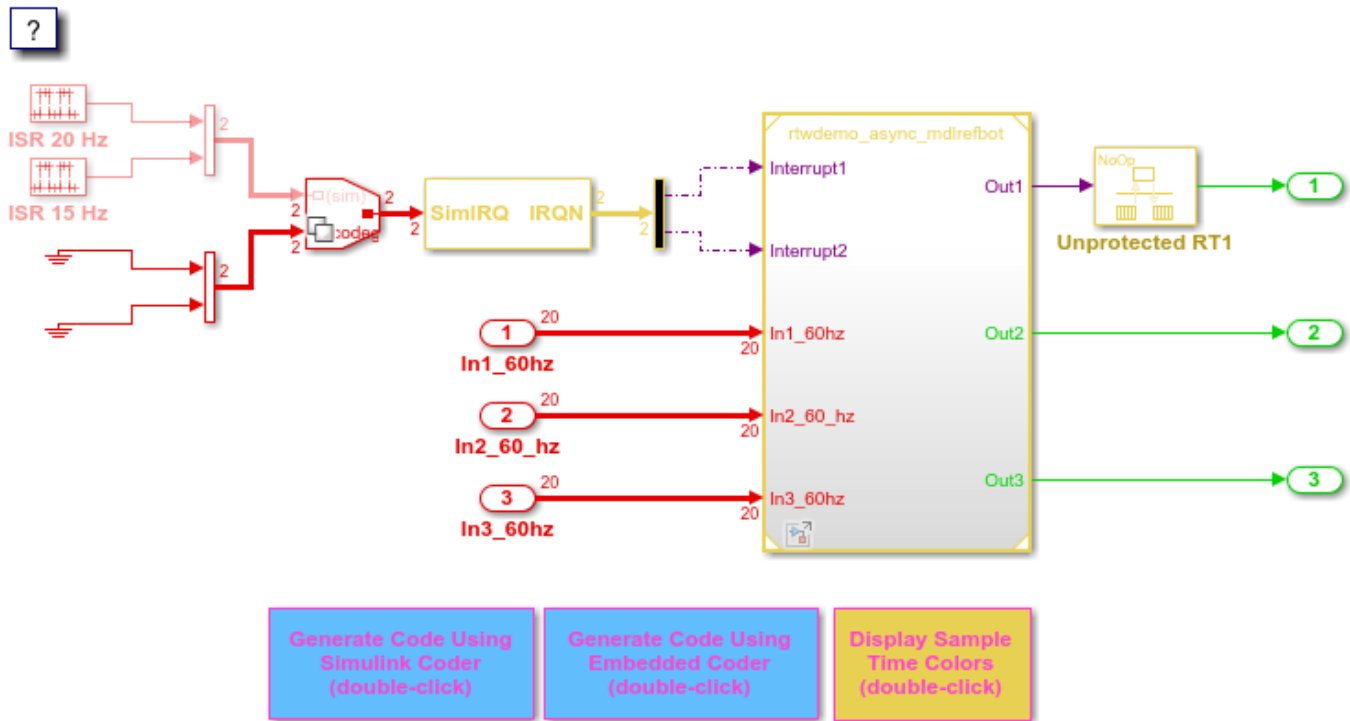 ?
ISR 20 Hz
2
ISR 15 Hz
2
2
(sim)
codeg
2
2
2
2
SimIRQ IRQN
2
2
rtwdemo_async_mdlrefbot
Interrupt1
Interrupt2
In1_60hz
In2_60_hz
In3_60hz
Out1
Out2
Out3
NoOp
Unprotected RT1
1
2
3
1
20
20
In1_60hz
2
20
20
In2_60_hz
3
20
20
In3_60hz
Generate Code Using
Simulink Coder
(double-click)
Generate Code Using
Embedded Coder
(double-click)
Display Sample
Time Colors
(double-click)